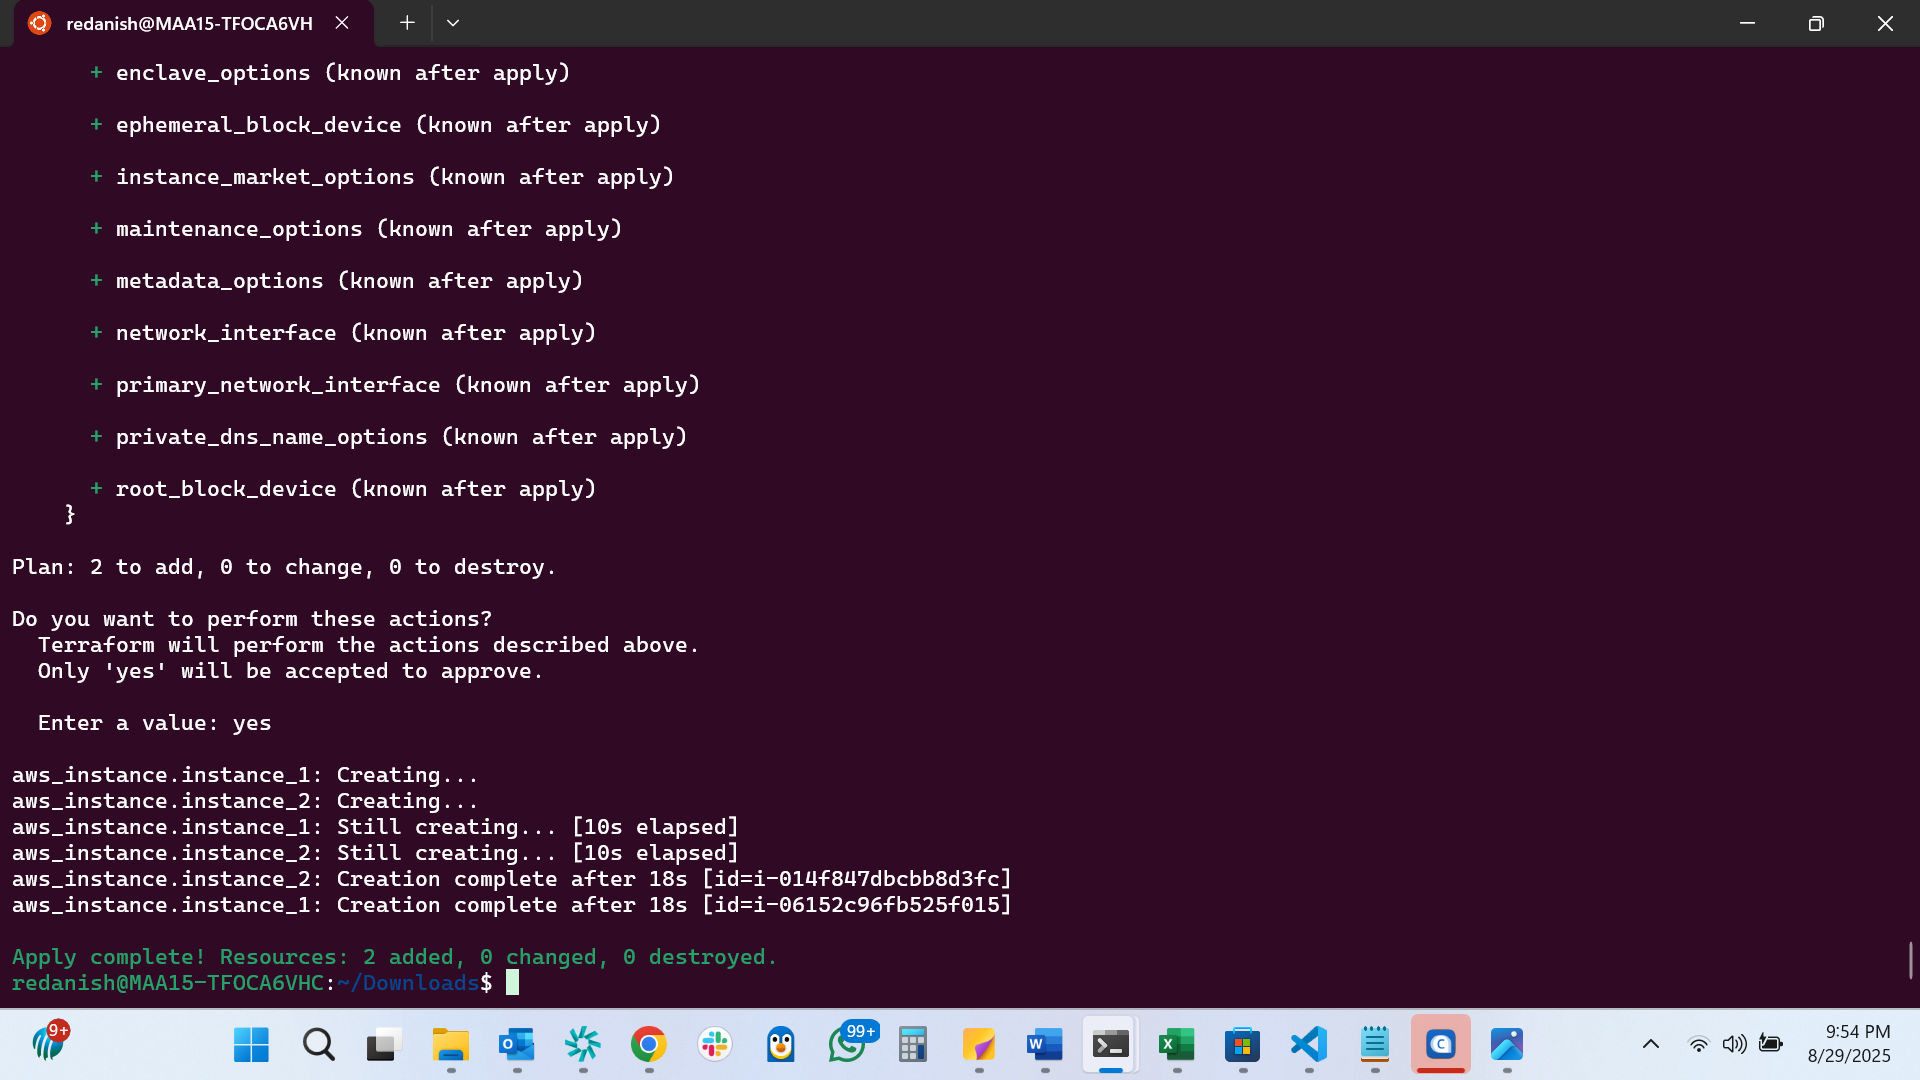 redanish@MAA15-TFOCA6VH
+ enclave_options (known after apply)
+ ephemeral_block_device (known after apply)
+ instance_market_options (known after apply)
+ maintenance_options (known after apply)
+ metadata_options (known after apply)
+ network_interface (known after apply)
+ primary_network_interface (known after apply)
+ private_dns_name_options (known after apply)
+ root_block_device (known after apply)
}
Plan: 2 to add, 0 to change, 0 to destroy.
Do you want to perform these actions?
Terraform will perform the actions described above.
Only 'yes' will be accepted to approve.
Enter a value: yes
aws_instance.instance_1: Creating...
aws_instance.instance_2: Creating...
aws_instance.instance_1: Still creating... [10s elapsed]
aws_instance.instance_2: Still creating... [10s elapsed]
aws_instance.instance_2: Creation complete after 18s [id=i-014f847dbcbb8d3fc]
aws_instance.instance_1: Creation complete after 18s [id=i-06152c96fb525f015]
Apply complete! Resources: 2 added, 0 changed, 0 destroyed.
redanish@MAA15-TFOCA6VHC:~/Downloads$
9+
99+
9:54 PM
8/29/2025